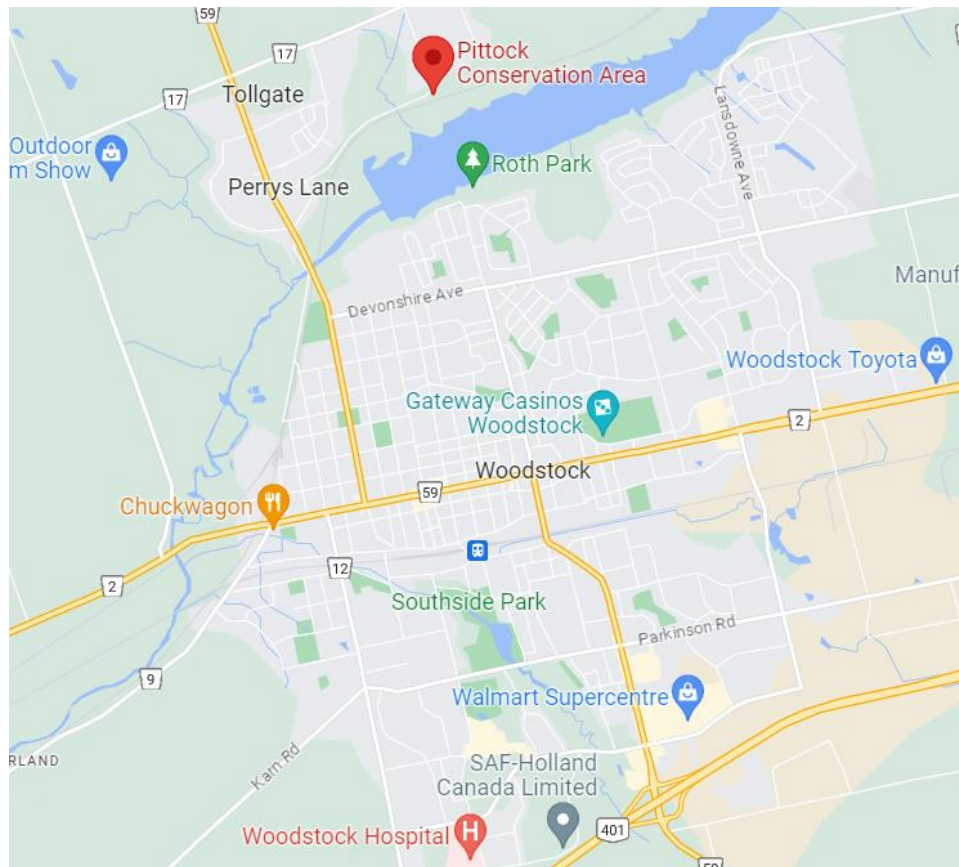 59
17
Pittock
Conservation Area
17
Tollgate
Outdoor
m Show
Roth Park
Perrys Lane
Lansdowne Ave
Devonshire Ave
Manuf
Woodstock Toyota
Gateway Casinos
Woodstock
2
Woodstock
59
Chuckwagon
12
2
Southside Park
Parkinson Rd
9
Walmart Supercentre
RLAND
Karn Rd
SAF-Holland
Canada Limited
Woodstock Hospital
H
401
59